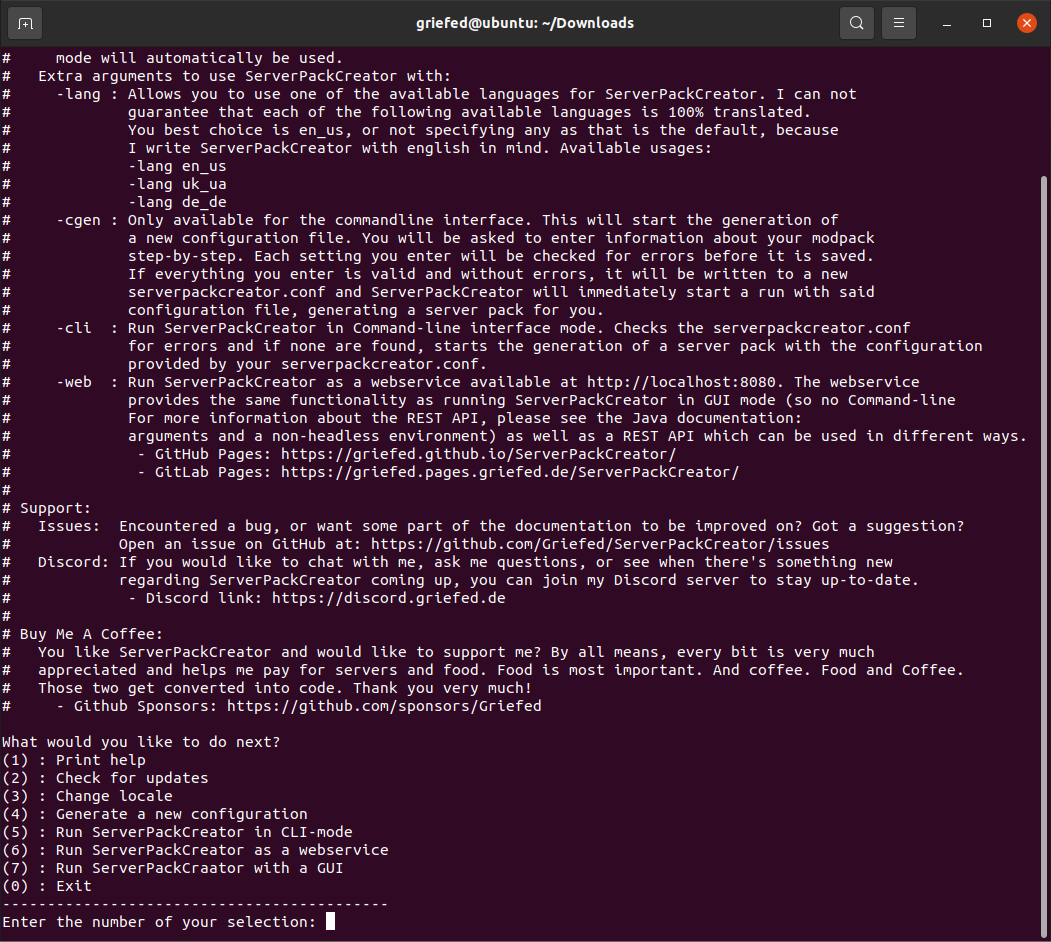 griefed@ubuntu: ~/Downloads
#     mode will automatically be used.
#   Extra arguments to use ServerPackCreator with:
#     -lang : Allows you to use one of the available languages for ServerPackCreator. I can not
#             guarantee that each of the following available languages is 100% translated.
#             You best choice is en_us, or not specifying any as that is the default, because
#             I write ServerPackCreator with english in mind. Available usages:
#             -lang en_us
#             -lang uk_ua
#             -lang de_de
#     -cgen : Only available for the commandline interface. This will start the generation of
#             a new configuration file. You will be asked to enter information about your modpack
#             step-by-step. Each setting you enter will be checked for errors before it is saved.
#             If everything you enter is valid and without errors, it will be written to a new
#             serverpackcreator.conf and ServerPackCreator will immediately start a run with said
#             configuration file, generating a server pack for you.
#     -cli  : Run ServerPackCreator in Command-line interface mode. Checks the serverpackcreator.conf
#             for errors and if none are found, starts the generation of a server pack with the configuration
#             provided by your serverpackcreator.conf.
#     -web  : Run ServerPackCreator as a webservice available at http://localhost:8080. The webservice
#             provides the same functionality as running ServerPackCreator in GUI mode (so no Command-line
#             For more information about the REST API, please see the Java documentation:
#             arguments and a non-headless environment) as well as a REST API which can be used in different ways.
#              - GitHub Pages: https://griefed.github.io/ServerPackCreator/
#              - GitLab Pages: https://griefed.pages.griefed.de/ServerPackCreator/
#
# Support:
#   Issues:  Encountered a bug, or want some part of the documentation to be improved on? Got a suggestion?
#            Open an issue on GitHub at: https://github.com/Griefed/ServerPackCreator/issues
#   Discord: If you would like to chat with me, ask me questions, or see when there's something new
#            regarding ServerPackCreator coming up, you can join my Discord server to stay up-to-date.
#             - Discord link: https://discord.griefed.de
#
# Buy Me A Coffee:
#   You like ServerPackCreator and would like to support me? By all means, every bit is very much
#   appreciated and helps me pay for servers and food. Food is most important. And coffee. Food and Coffee.
#   Those two get converted into code. Thank you very much!
#     - Github Sponsors: https://github.com/sponsors/Griefed

What would you like to do next?
(1) : Print help
(2) : Check for updates
(3) : Change locale
(4) : Generate a new configuration
(5) : Run ServerPackCreator in CLI-mode
(6) : Run ServerPackCreator as a webservice
(7) : Run ServerPackCraator with a GUI
(0) : Exit
-------------------------------------------
Enter the number of your selection: